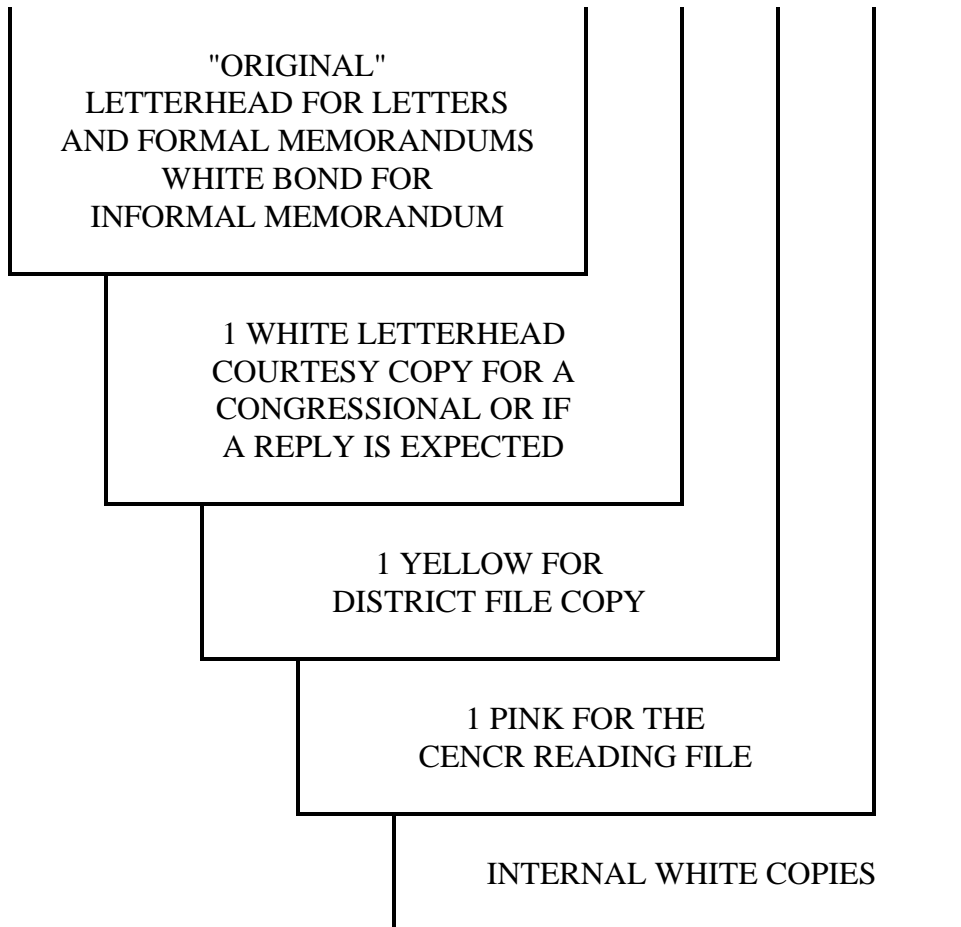 "ORIGINAL"
LETTERHEAD FOR LETTERS
AND FORMAL MEMORANDUMS
WHITE BOND FOR
INFORMAL MEMORANDUM
1 WHITE LETTERHEAD
COURTESY COPY FOR A
CONGRESSIONAL OR IF
A REPLY IS EXPECTED
1 YELLOW FOR
DISTRICT FILE COPY
1 PINK FOR THE
CENCR READING FILE
INTERNAL WHITE COPIES